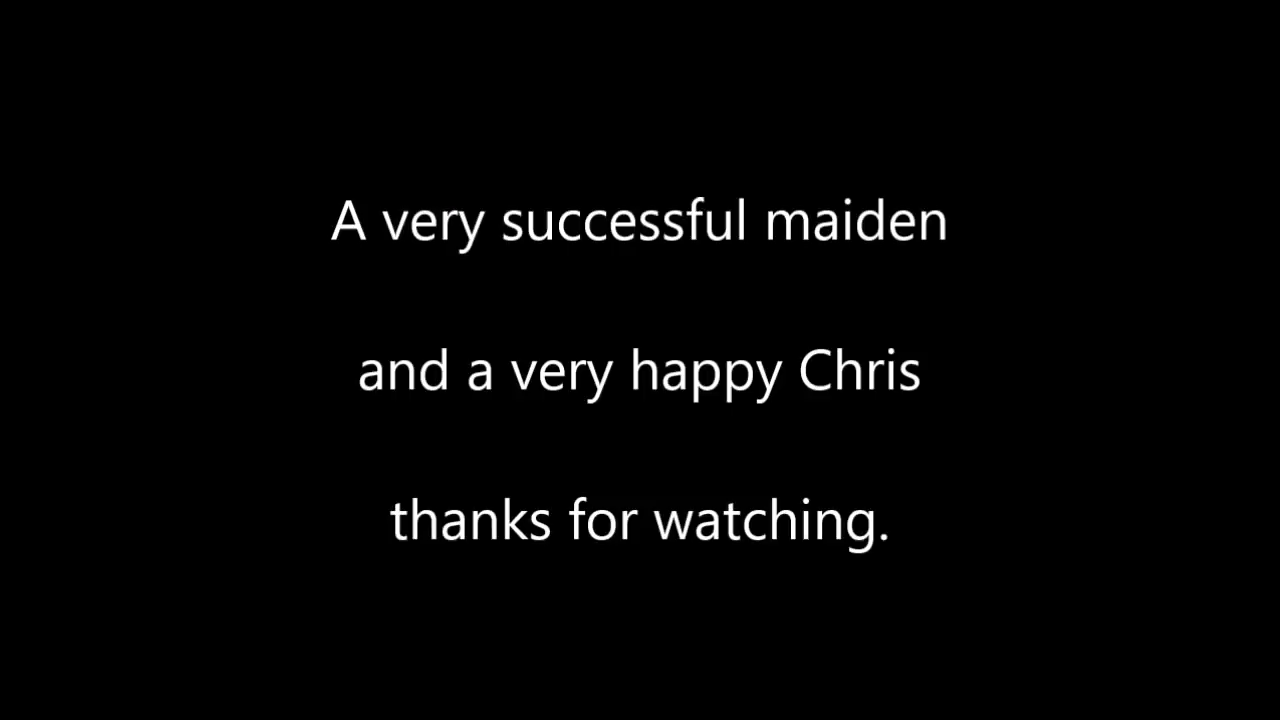 A very successful maiden
and a very happy Chris
thanks for watching.